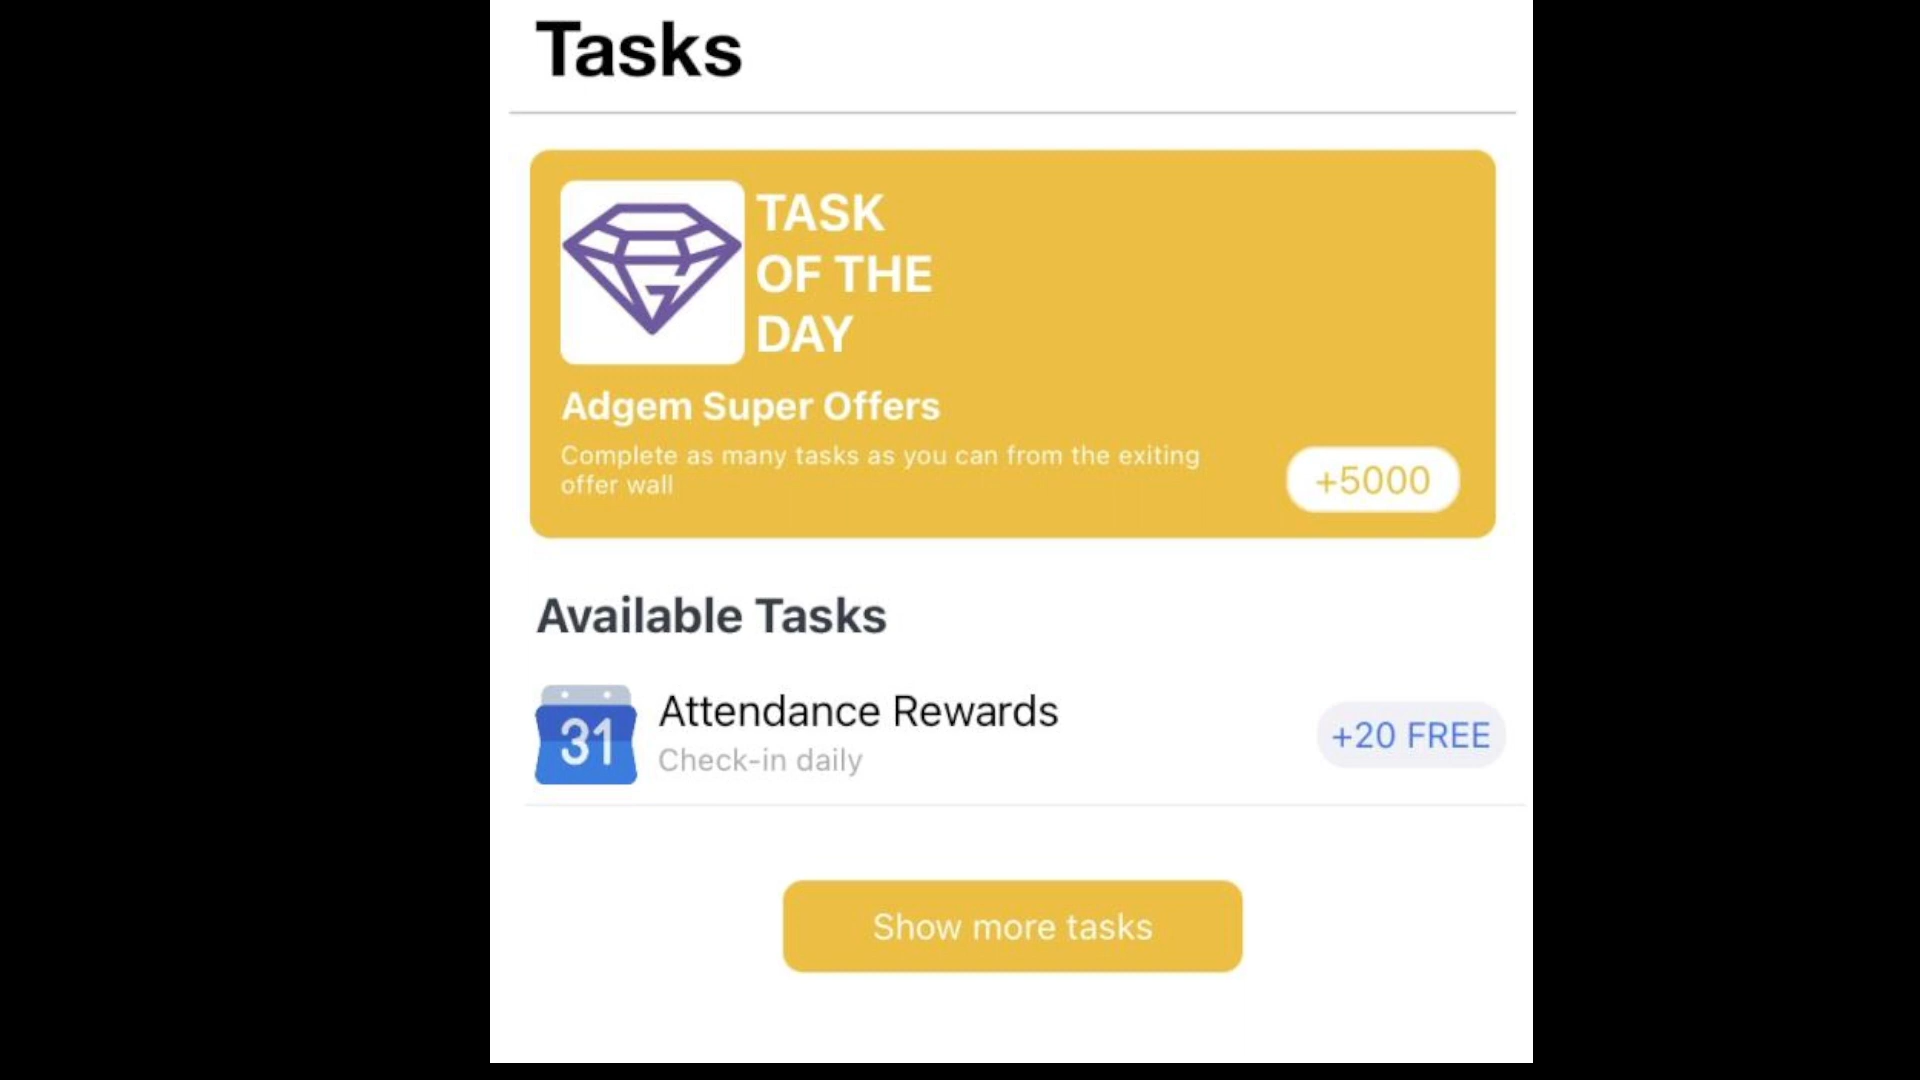 Tasks
TASK
OF THE
DAY
Adgem Super Offers
Complete as many tasks as you can from the exiting
offer wall
+5000
Available Tasks
31
Attendance Rewards
Check-in daily
+20 FREE
Show more tasks